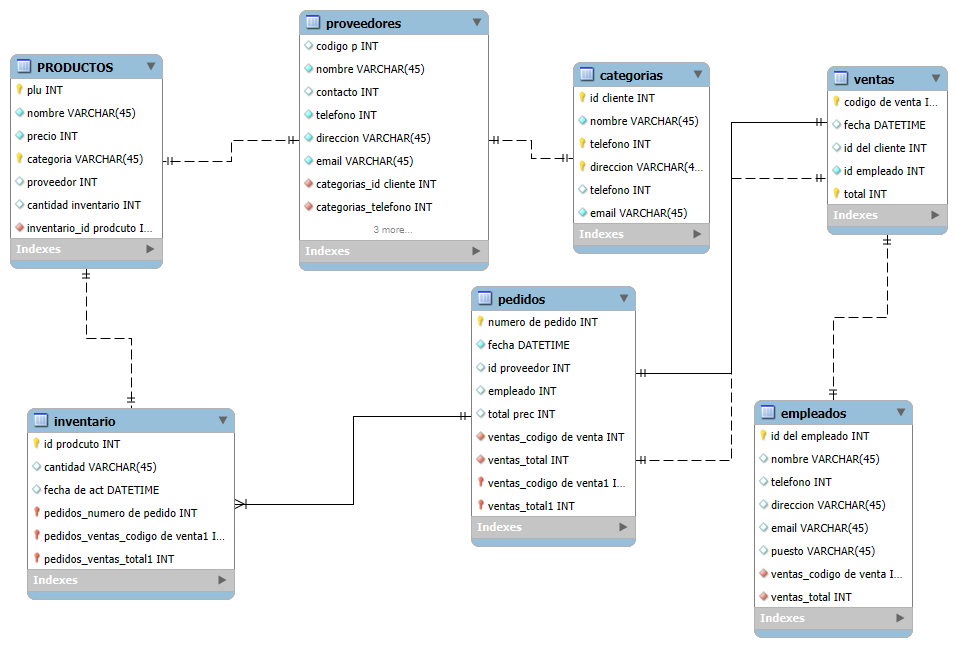 proveedores
codigo p INT
nombre VARCHAR(45)
contacto INT
telefono INT
direccion VARCHAR(45)
email VARCHAR(45)
categorias_id cliente INT
categorias_telefono INT
3 more...
Indexes
PRODUCTOS
plu INT
nombre VARCHAR(45)
precio INT
categoria VARCHAR(45)
proveedor INT
cantidad inventario INT
inventario_id prodcuto I...
Indexes
categorias
id cliente INT
nombre VARCHAR(45)
telefono INT
direccion VARCHAR(4...
telefono INT
email VARCHAR(45)
Indexes
ventas
codigo de venta I...
fecha DATETIME
id del cliente INT
id empleado INT
total INT
Indexes
pedidos
numero de pedido INT
fecha DATETIME
id proveedor INT
empleado INT
total prec INT
ventas_codigo de venta INT
ventas_total INT
ventas_codigo de venta1 I...
ventas_total1 INT
Indexes
inventario
id prodcuto INT
cantidad VARCHAR(45)
fecha de act DATETIME
pedidos_numero de pedido INT
pedidos_ventas_codigo de venta1 I...
pedidos_ventas_total1 INT
Indexes
empleados
id del empleado INT
nombre VARCHAR(45)
telefono INT
direccion VARCHAR(45)
email VARCHAR(45)
puesto VARCHAR(45)
ventas_codigo de venta I...
ventas_total INT
Indexes